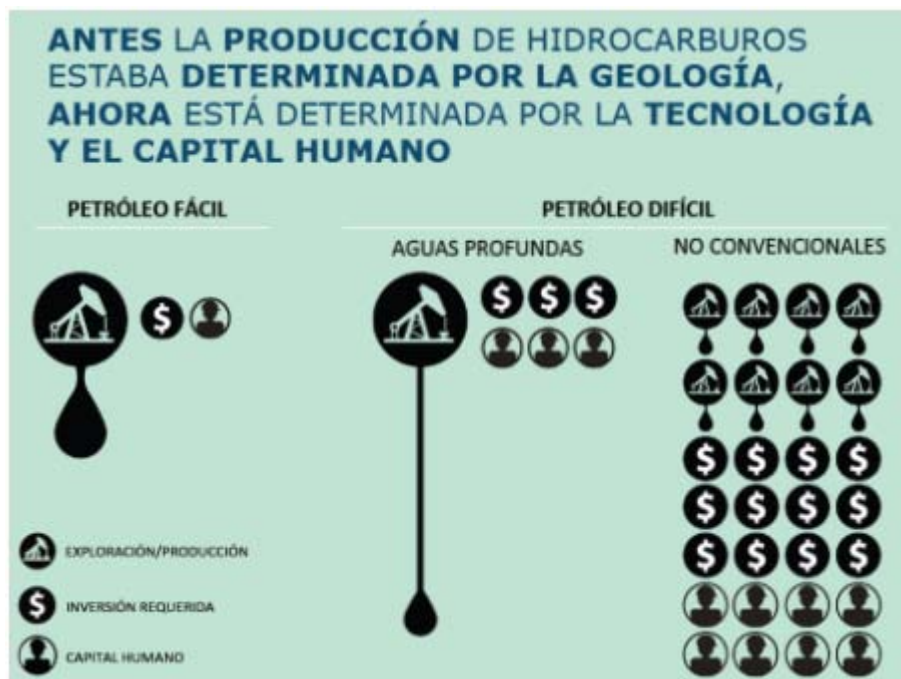 ANTES LA PRODUCCIÓN DE HIDROCARBUROS
ESTABA DETERMINADA POR LA GEOLOGÍA,
AHORA ESTÁ DETERMINADA POR LA TECNOLOGÍA
Y EL CAPITAL HUMANO
PETRÓLEO FÁCIL
PETRÓLEO DIFÍCIL
AGUAS PROFUNDAS
NO CONVENCIONALES
$
$ $ $
$ $ $ $
$ $ $ $
$ $ $ $
EXPLORACIÓN/PRODUCCIÓN
$ INVERSIÓN REQUERIDA
CAPITAL HUMANO